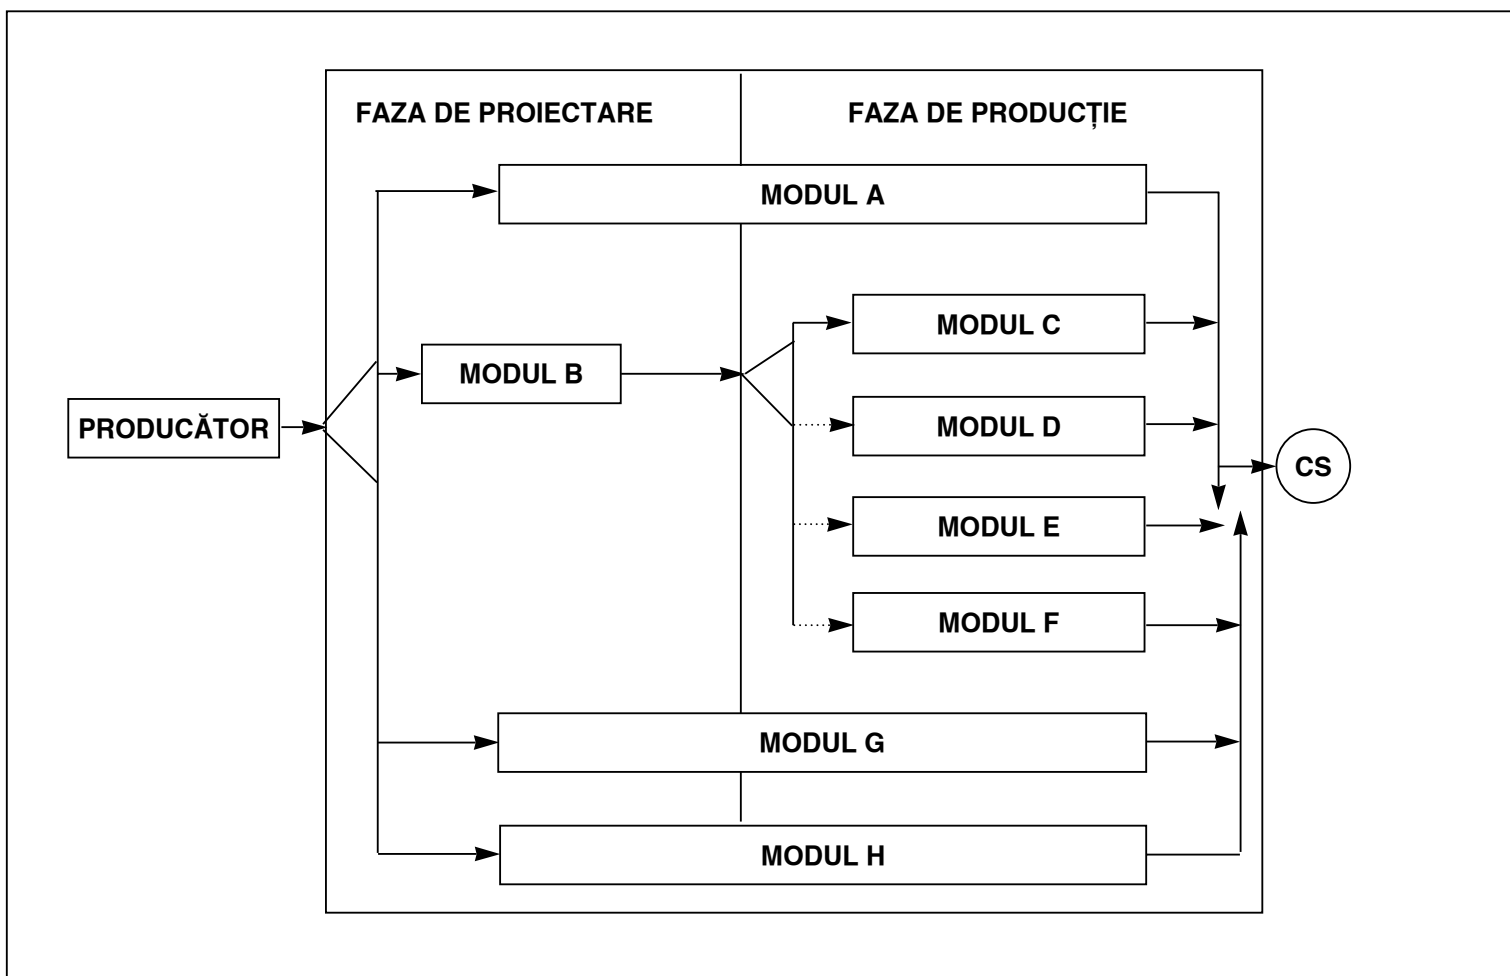 FAZA DE PROIECTARE
FAZA DE PRODUCȚIE
MODUL A
MODUL C
MODUL B
MODUL D
PRODUCĂTOR
CS
MODUL E
MODUL F
MODUL G
MODUL H